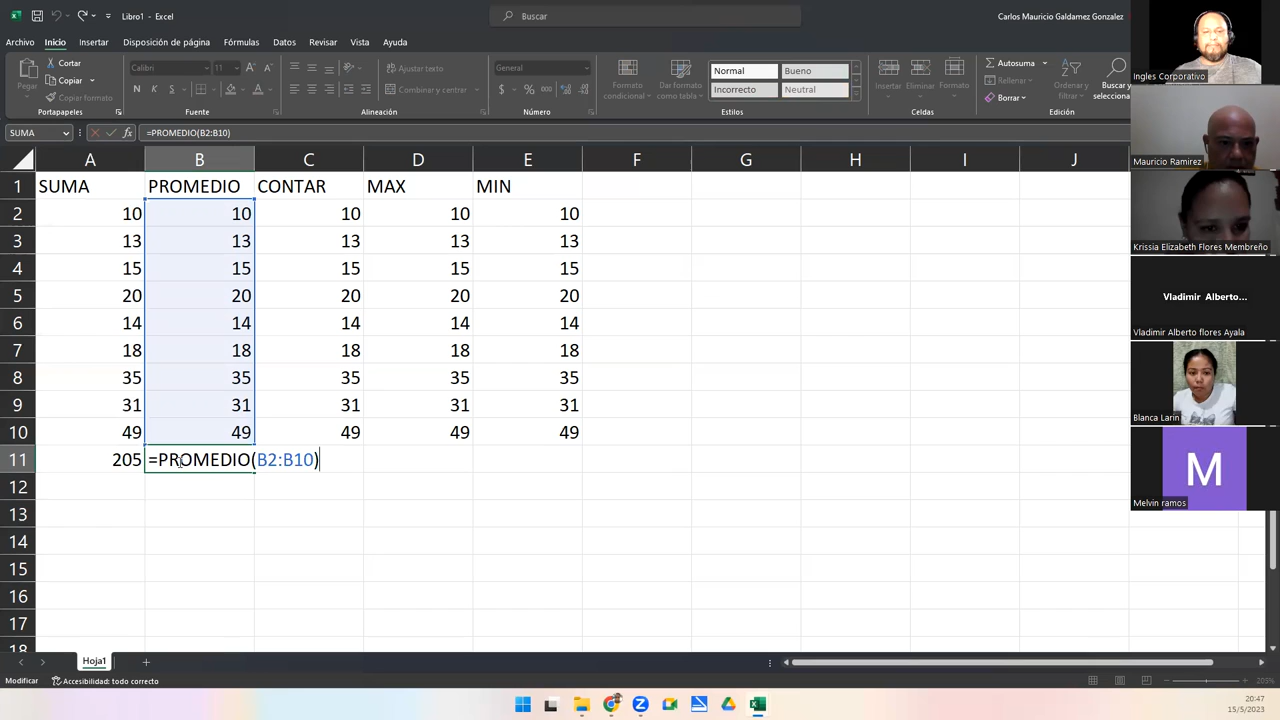 Libro1 - Excel
Buscar
Carlos Mauricio Galdamez Gonzalez
Archivo Inicio Insertar Disposición de página Fórmulas Datos Revisar Vista Ayuda
Pegar
Cortar
Copiar
Copiar formato
Portapapeles
Calibri 11
N K S
Fuente
Ajustar texto
Combinar y centrar
Alineación
General
% 000
Número
Formato condicional
Dar formato como tabla
Normal Bueno
Incorrecto Neutral
Estilos
Insertar Eliminar Formato
Celdas
Autosuma
Rellenar
Borrar
Ordenar y filtrar
Buscar y seleccionar
Edición
SUMA fx =PROMEDIO(B2:B10)
A B C D E F G H I J
1 SUMA PROMEDIO CONTAR MAX MIN
2 10 10 10 10 10
3 13 13 13 13 13
4 15 15 15 15 15
5 20 20 20 20 20
6 14 14 14 14 14
7 18 18 18 18 18
8 35 35 35 35 35
9 31 31 31 31 31
10 49 49 49 49 49
11 205 =PROMEDIO(B2:B10)
12
13
14
15
16
17
18
Hoja1
Modificar
Accesibilidad: todo correcto
205%
20:47
15/5/2023
Ingles Corporativo
Mauricio Ramirez
Krissia Elizabeth Flores Membreño
Vladimir Alberto...
Vladimir Alberto flores Ayala
Blanca Larin
M
Melvin ramos